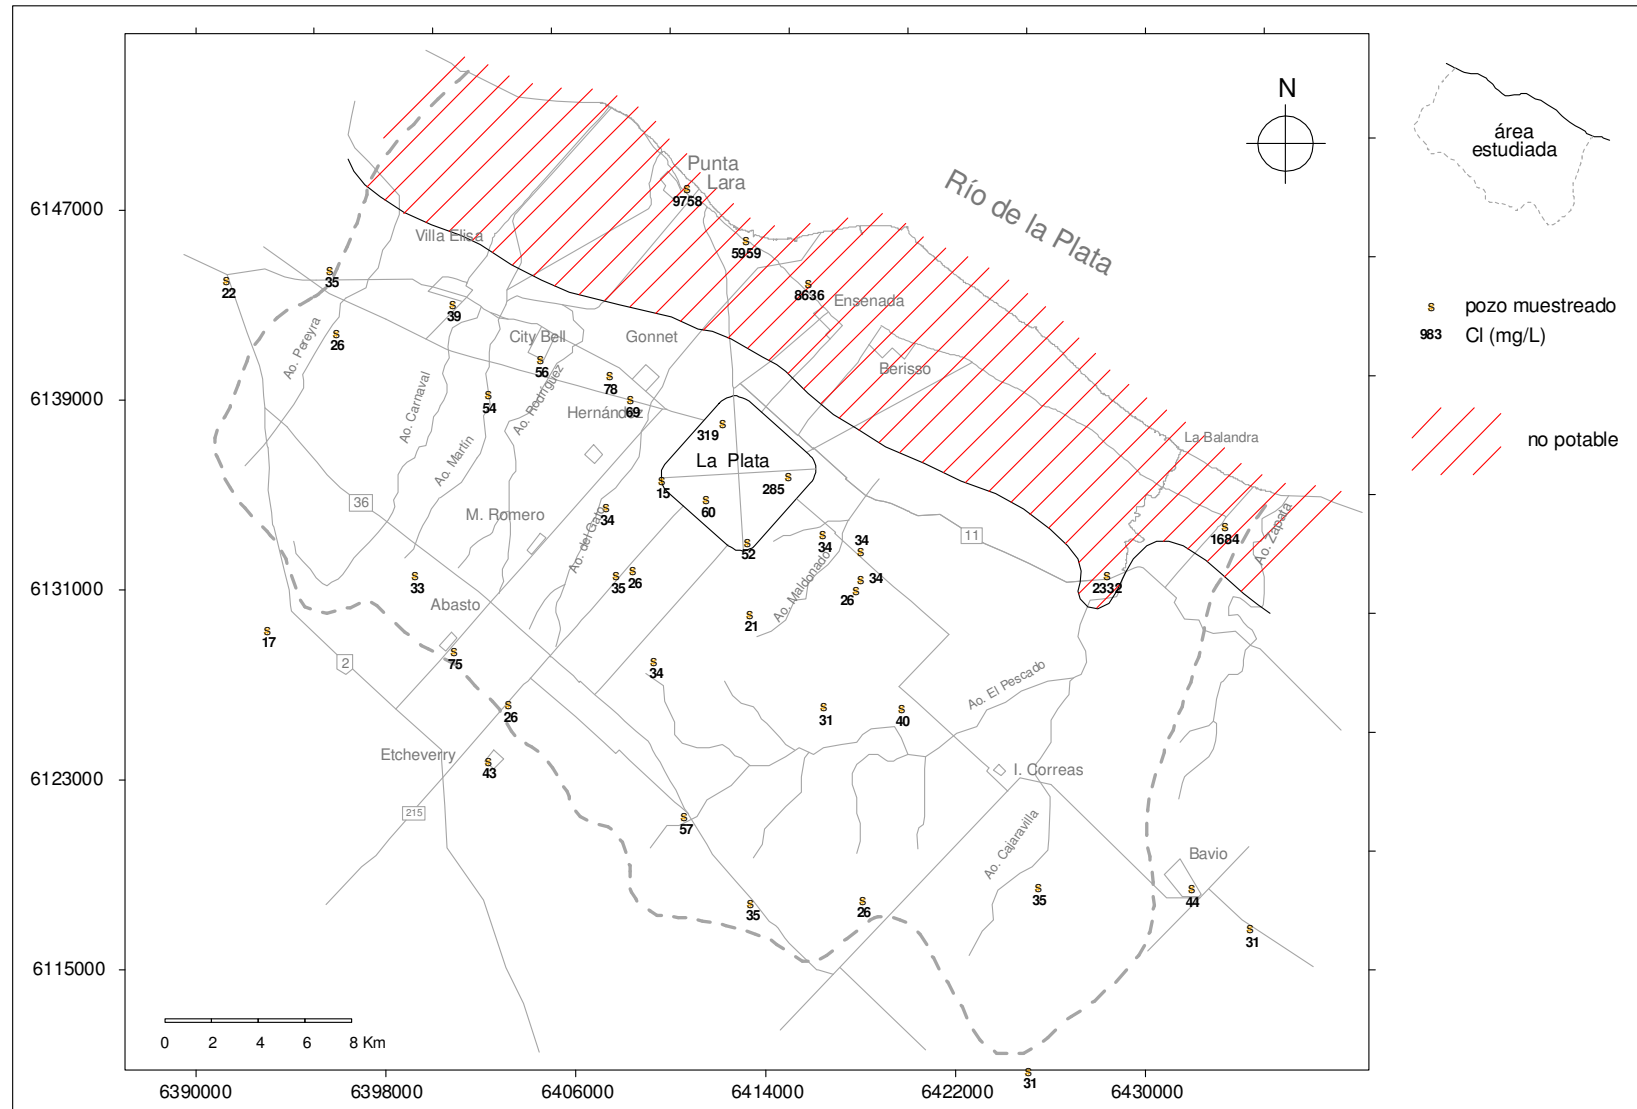 N
área
estudiada
Punta
Lara
9758
Río de la Plata
6147000
Villa Elisa
5959
35
22
8636
Ensenada
pozo muestreado
983
Cl (mg/L)
39
26
Ao. Pereyra
City Bell
Gonnet
56
78
Berisso
6139000
54
Ao. Rodríguez
Hernández
69
Ao. Carnaval
319
no potable
La Balandra
Ao. Martín
La Plata
15
285
60
36
M. Romero
34
Ao. del Gato
52
34
34
11
1684
Ao. Zapata
6131000
33
35
26
34
2332
Abasto
Ao. Maldonado
26
21
17
2
75
34
Ao. El Pescado
26
31
40
Etcheverry
43
I. Correas
6123000
215
57
Ao. Cajaravilla
Bavio
35
26
35
44
31
6115000
0 2 4 6 8 Km
31
6390000 6398000 6406000 6414000 6422000 6430000